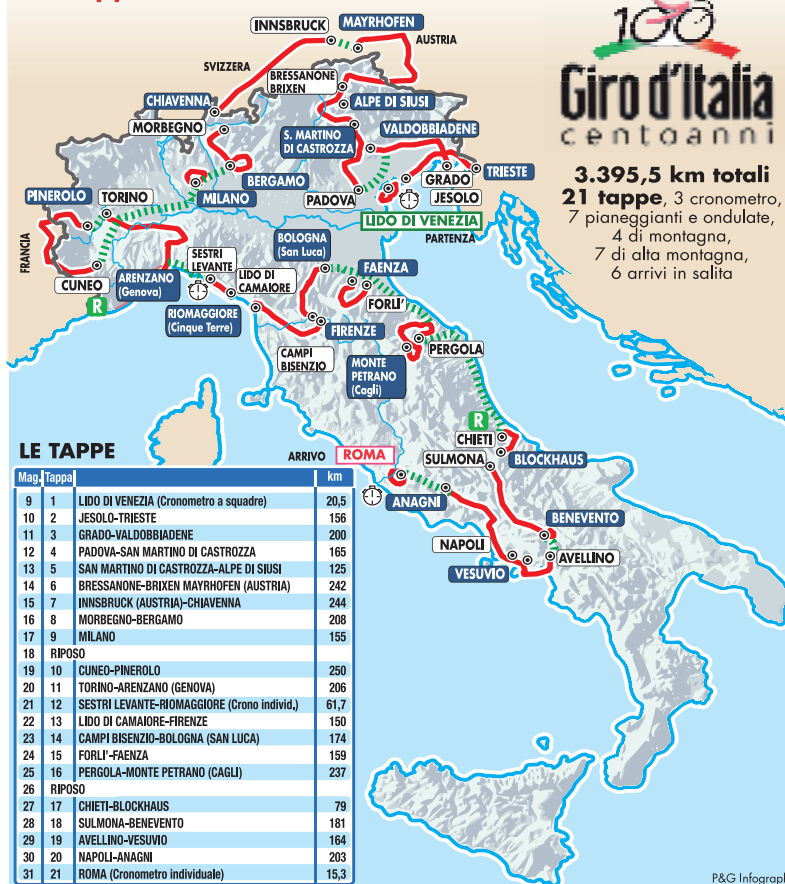 INNSBRUCK
MAYRHOFEN
AUSTRIA
SVIZZERA
BRESSANONE
BRIXEN
CHIAVENNA
ALPE DI SIUSI
MORBEGNO
S. MARTINO
DI CASTROZZA
VALDOBBIADENE
BERGAMO
TRIESTE
PINEROLO
TORINO
MILANO
PADOVA
GRADO
JESOLO
LIDO DI VENEZIA
PARTENZA
FRANCIA
CUNEO
R
ARENZANO
(Genova)
SESTRI
LEVANTE
LIDO DI
CAMAIORE
BOLOGNA
(San Luca)
FAENZA
FORLI'
RIOMAGGIORE
(Cinque Terre)
FIRENZE
CAMPI
BISENZIO
MONTE
PETRANO
(Cagli)
PERGOLA
R
CHIETI
BLOCKHAUS
SULMONA
ARRIVO
ROMA
ANAGNI
BENEVENTO
NAPOLI
AVELLINO
VESUVIO
100
Giro d'Italia
centoanni
3.395,5 km totali
21 tappe, 3 cronometro,
7 pianeggianti e ondulate,
4 di montagna,
7 di alta montagna,
6 arrivi in salita
LE TAPPE
Mag. Tappa km
9 1 LIDO DI VENEZIA (Cronometro a squadre) 20,5
10 2 JESOLO-TRIESTE 156
11 3 GRADO-VALDOBBIADENE 200
12 4 PADOVA-SAN MARTINO DI CASTROZZA 165
13 5 SAN MARTINO DI CASTROZZA-ALPE DI SIUSI 125
14 6 BRESSANONE-BRIXEN MAYRHOFEN (AUSTRIA) 242
15 7 INNSBRUCK (AUSTRIA)-CHIAVENNA 244
16 8 MORBEGNO-BERGAMO 208
17 9 MILANO 155
18 RIPOSO
19 10 CUNEO-PINEROLO 250
20 11 TORINO-ARENZANO (GENOVA) 206
21 12 SESTRI LEVANTE-RIOMAGGIORE (Crono individ,) 61,7
22 13 LIDO DI CAMAIORE-FIRENZE 150
23 14 CAMPI BISENZIO-BOLOGNA (SAN LUCA) 174
24 15 FORLI'-FAENZA 159
25 16 PERGOLA-MONTE PETRANO (CAGLI) 237
26 RIPOSO
27 17 CHIETI-BLOCKHAUS 79
28 18 SULMONA-BENEVENTO 181
29 19 AVELLINO-VESUVIO 164
30 20 NAPOLI-ANAGNI 203
31 21 ROMA (Cronometro individuale) 15,3
P&G Infograph